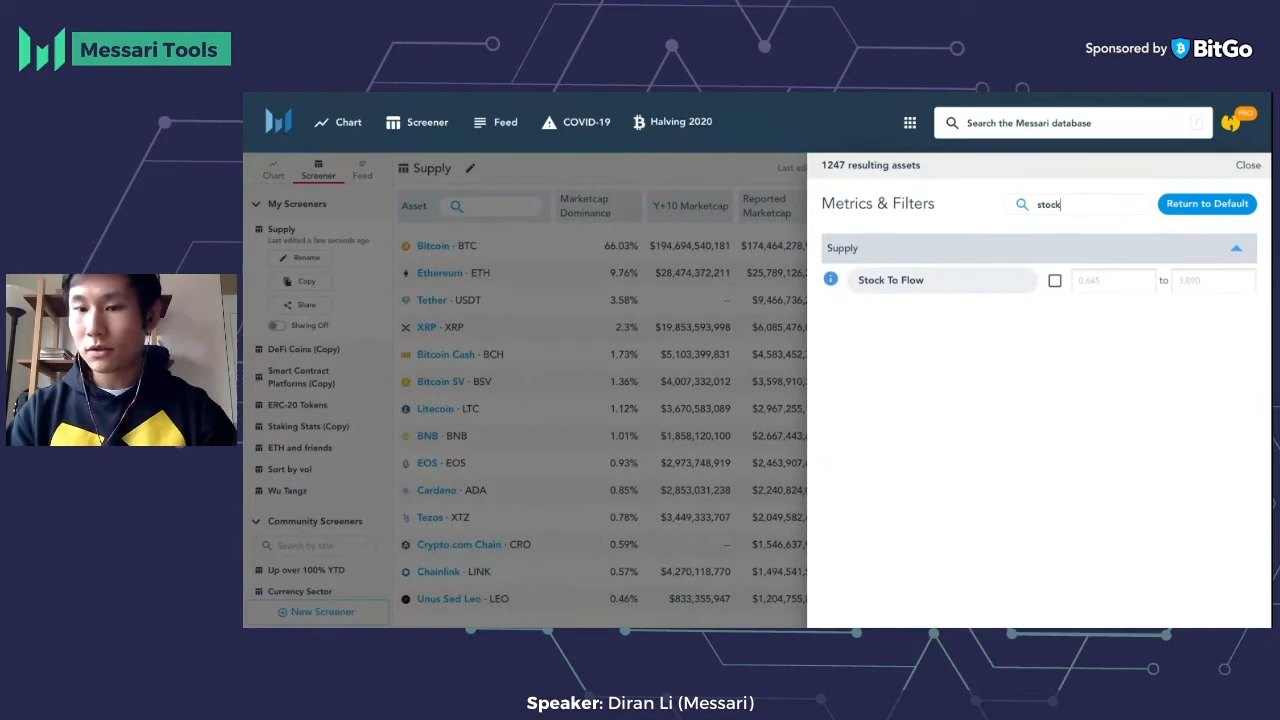 Messari Tools
Sponsored by BitGo
Chart
Screener
Feed
COVID-19
Halving 2020
Search the Messari database
/
PRO
Chart
Screener
Feed
My Screeners
Supply
Last edited a few seconds ago
Rename
Copy
Share
Sharing Off
DeFi Coins (Copy)
Smart Contract
Platforms (Copy)
ERC-20 Tokens
Staking Stats (Copy)
ETH and friends
Sort by vol
Wu Tangz
Community Screeners
Search by title
Up over 100% YTD
Currency Sector
New Screener
Supply
Last edi
Asset
Marketcap Dominance
Y+10 Marketcap
Reported Marketcap
Bitcoin · BTC 66.03% $194,694,540,181 $174,464,278,
Ethereum · ETH 9.76% $28,474,372,211 $25,789,126,
Tether · USDT 3.58% -- $9,466,736,
XRP · XRP 2.3% $19,853,593,998 $6,085,476,
Bitcoin Cash · BCH 1.73% $5,103,399,831 $4,583,452,
Bitcoin SV · BSV 1.36% $4,007,332,012 $3,598,910,
Litecoin · LTC 1.12% $3,670,583,089 $2,967,255,
BNB · BNB 1.01% $1,858,120,100 $2,667,443,
EOS · EOS 0.93% $2,973,748,919 $2,463,907,
Cardano · ADA 0.85% $2,853,031,238 $2,240,824,
Tezos · XTZ 0.78% $3,449,333,707 $2,049,582,
Crypto.com Chain · CRO 0.59% -- $1,546,637,
Chainlink · LINK 0.57% $4,270,118,770 $1,494,541,
Unus Sed Leo · LEO 0.46% $833,355,947 $1,204,755,
1247 resulting assets
Close
Metrics & Filters
stock
Return to Default
Supply
Stock To Flow
0.645 to 3.890
Speaker: Diran Li (Messari)